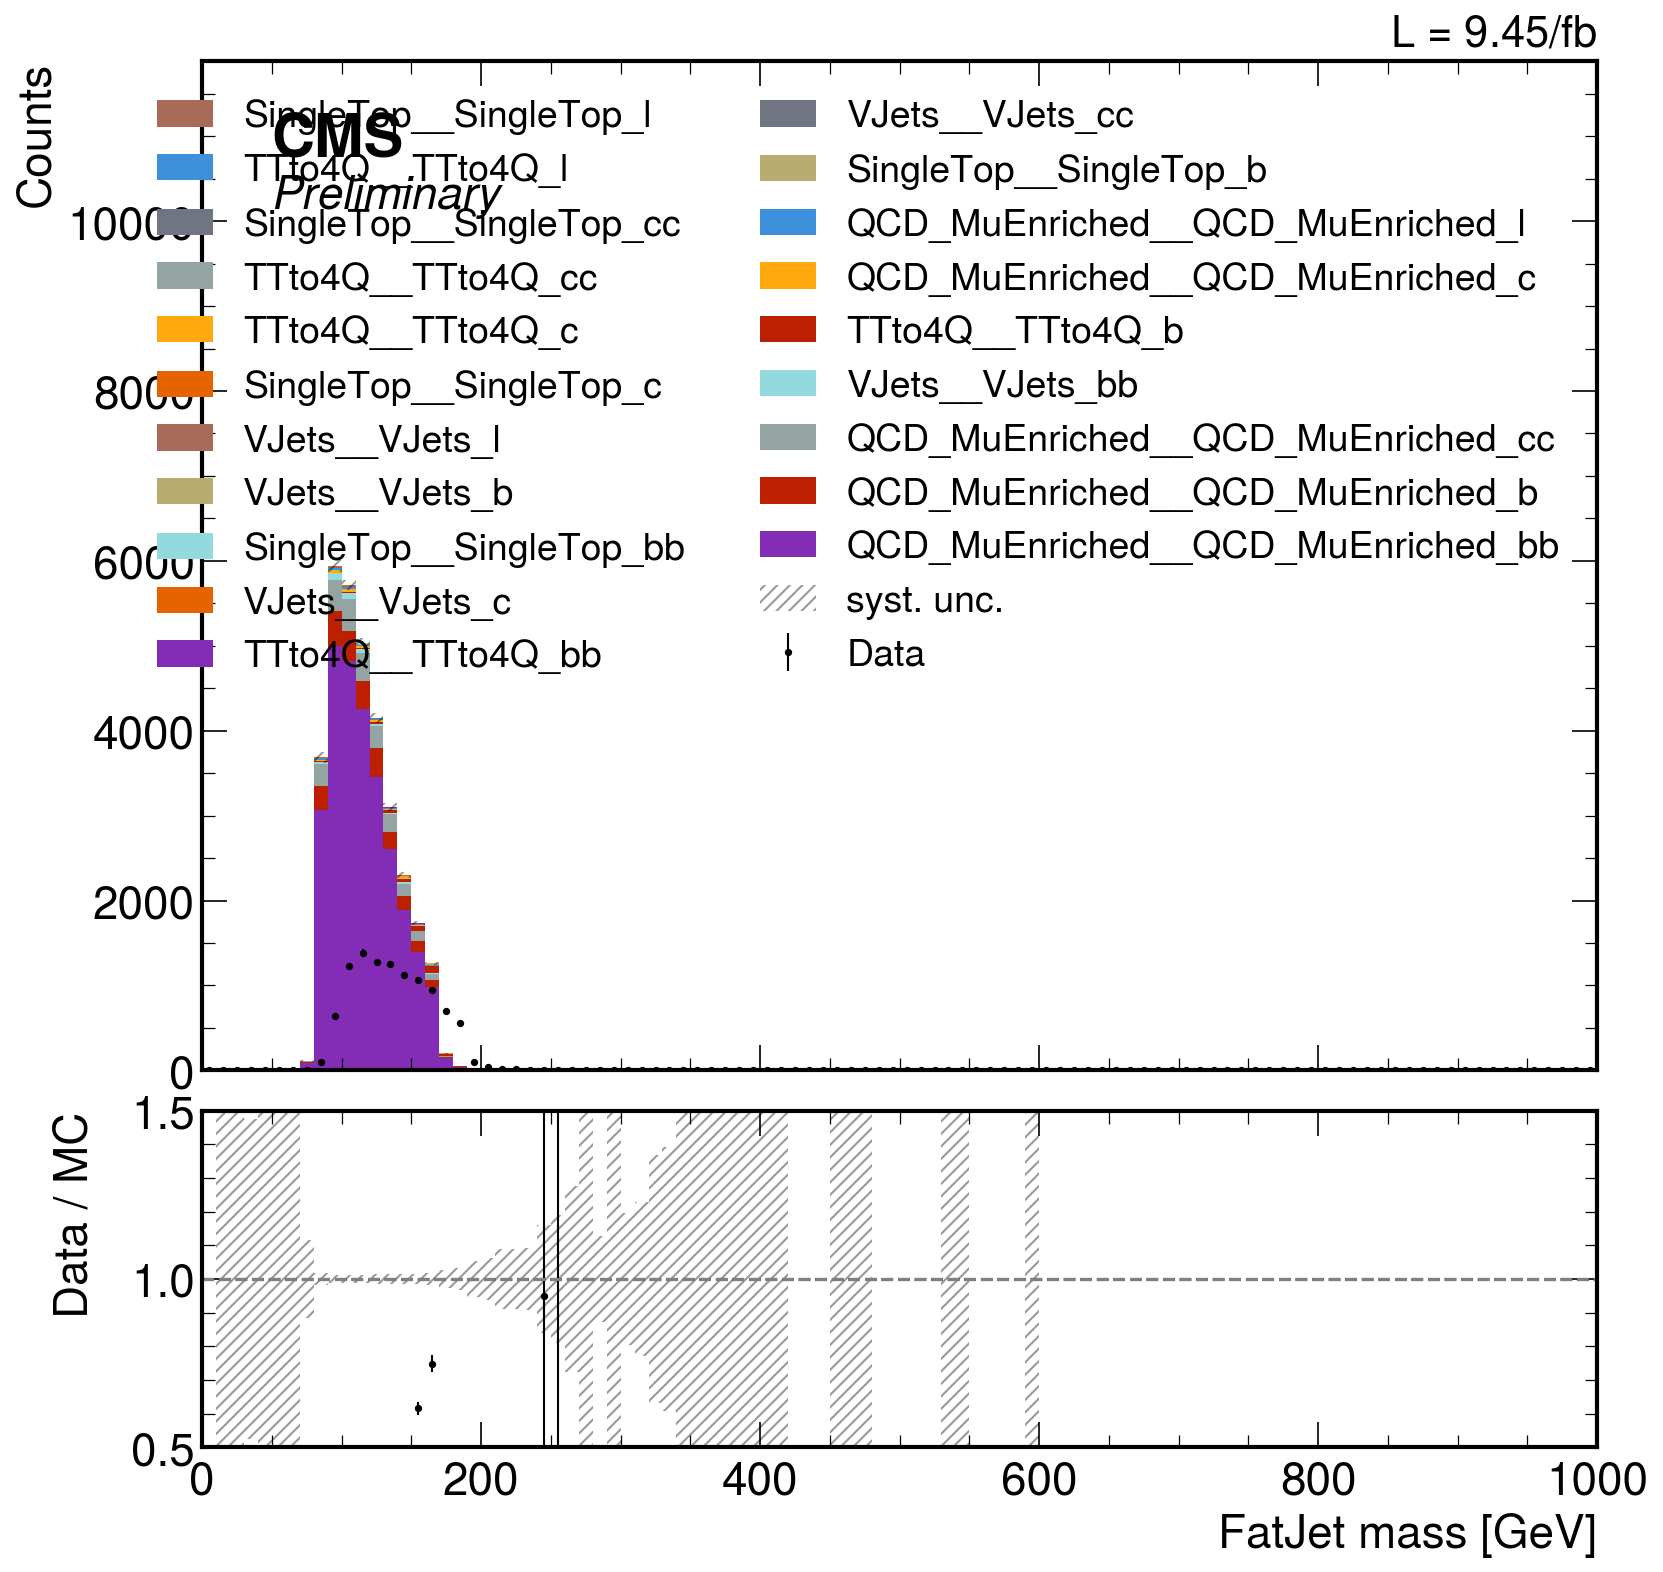 L = 9.45/fb
Counts
CMS
Preliminary
SingleTop__SingleTop_l
TTto4Q__TTto4Q_l
SingleTop__SingleTop_cc
TTto4Q__TTto4Q_cc
TTto4Q__TTto4Q_c
SingleTop__SingleTop_c
VJets__VJets_l
VJets__VJets_b
SingleTop__SingleTop_bb
VJets__VJets_c
TTto4Q__TTto4Q_bb
VJets__VJets_cc
SingleTop__SingleTop_b
QCD_MuEnriched__QCD_MuEnriched_l
QCD_MuEnriched__QCD_MuEnriched_c
TTto4Q__TTto4Q_b
VJets__VJets_bb
QCD_MuEnriched__QCD_MuEnriched_cc
QCD_MuEnriched__QCD_MuEnriched_b
QCD_MuEnriched__QCD_MuEnriched_bb
syst. unc.
Data
10000
8000
6000
4000
2000
0
Data / MC
1.5
1.0
0.5
0 200 400 600 800 1000
FatJet mass [GeV]